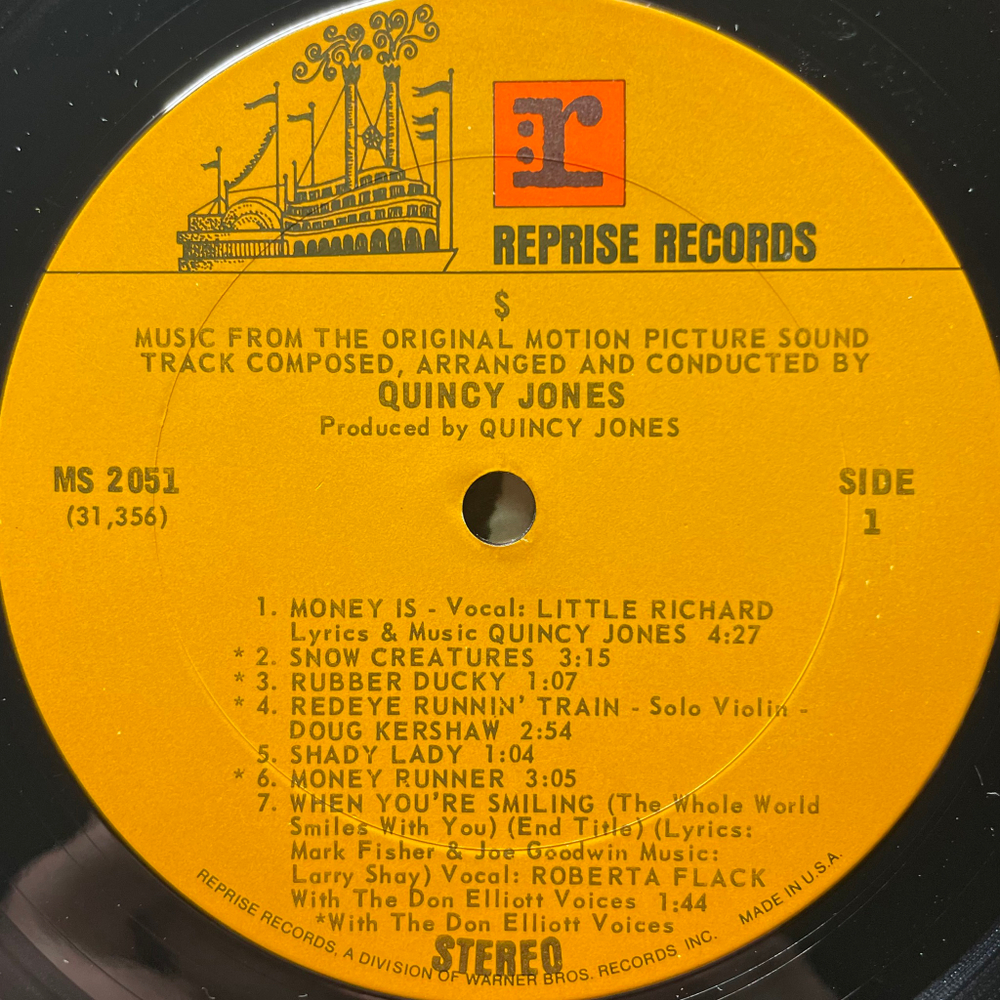 r:
REPRISE RECORDS
$
MUSIC FROM THE ORIGINAL MOTION PICTURE SOUND
TRACK COMPOSED, ARRANGED AND CONDUCTED BY
QUINCY JONES
Produced by QUINCY JONES
MS 2051
(31,356)
SIDE
1
1. MONEY IS - Vocal: LITTLE RICHARD
Lyrics & Music QUINCY JONES 4:27
* 2. SNOW CREATURES 3:15
* 3. RUBBER DUCKY 1:07
* 4. REDEYE RUNNIN' TRAIN - Solo Violin -
DOUG KERSHAW 2:54
5. SHADY LADY 1:04
* 6. MONEY RUNNER 3:05
7. WHEN YOU'RE SMILING (The Whole World
Smiles With You) (End Title) (Lyrics:
Mark Fisher & Joe Goodwin Music:
Larry Shay) Vocal: ROBERTA FLACK
With The Don Elliott Voices 1:44
*With The Don Elliott Voices
STEREO
REPRISE RECORDS, A DIVISION OF WARNER BROS. RECORDS, INC. MADE IN U.S.A.